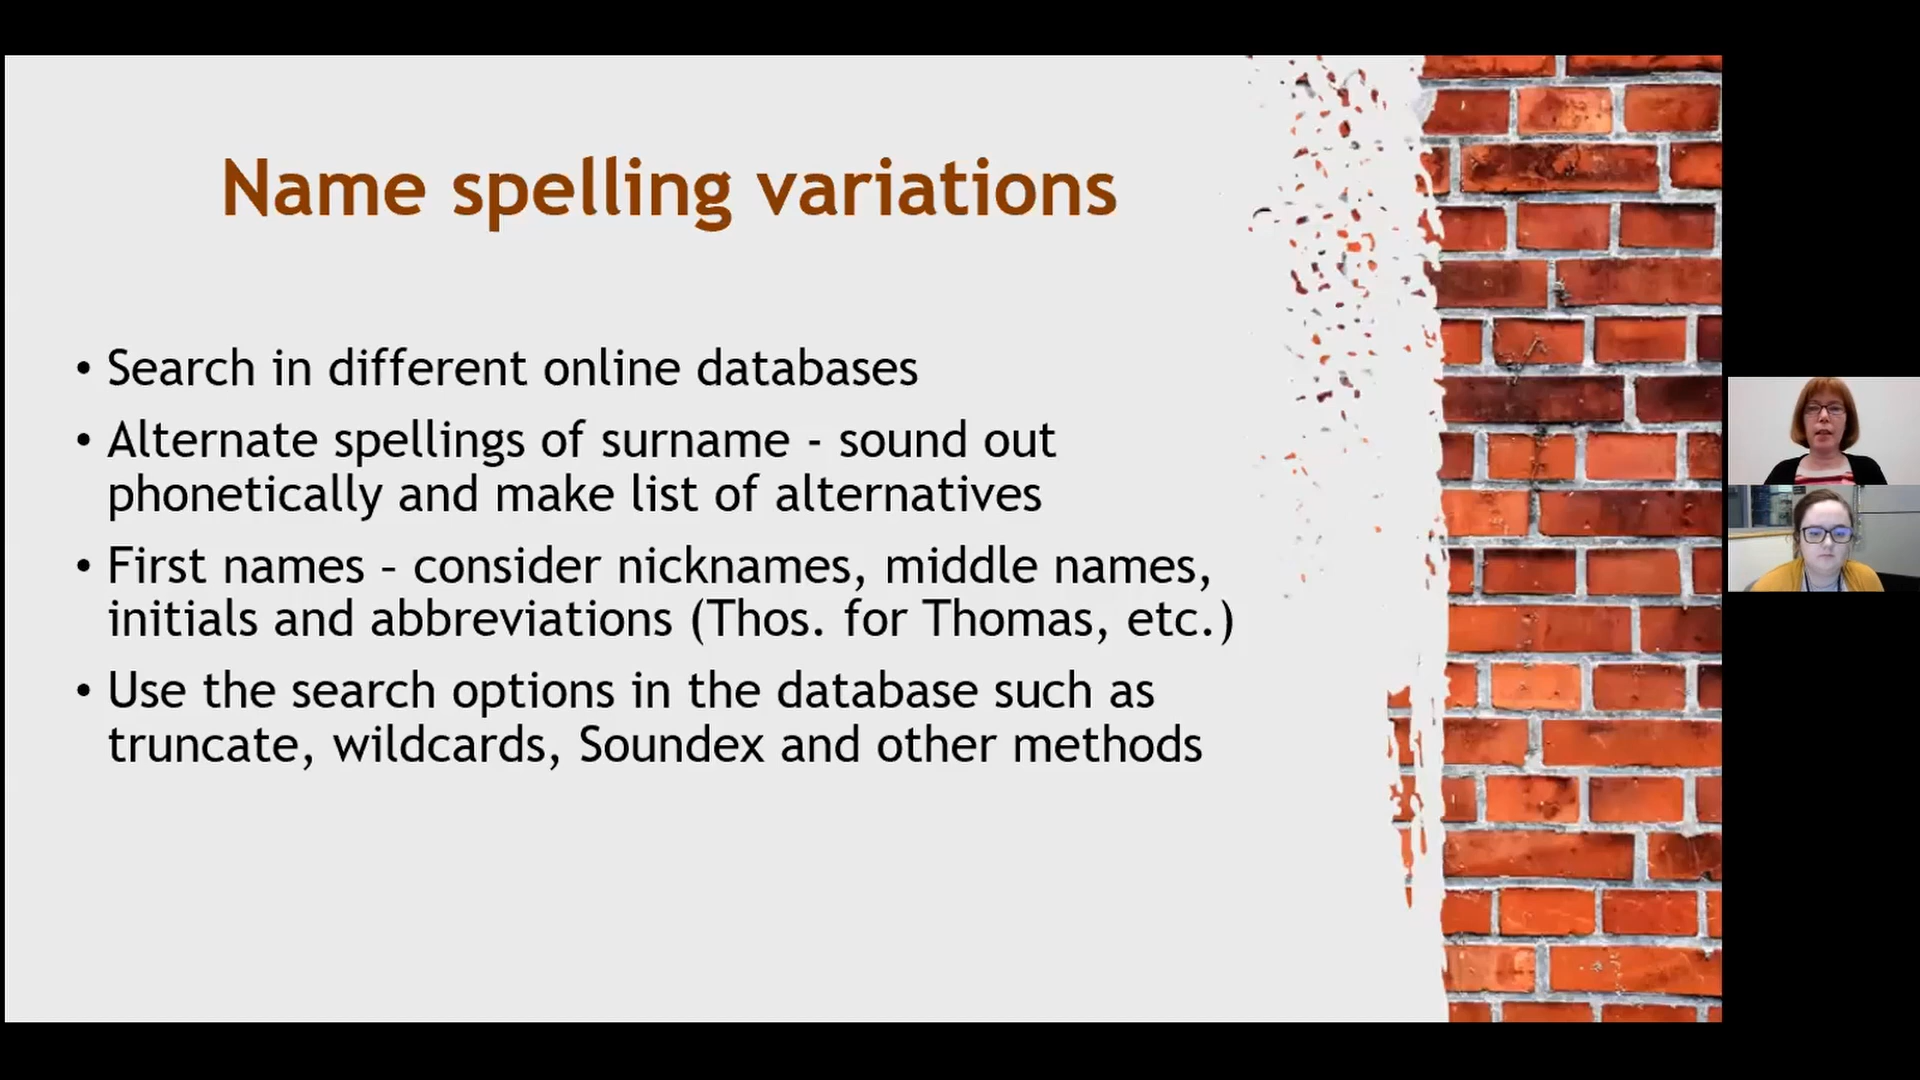 Name spelling variations
• Search in different online databases
• Alternate spellings of surname - sound out
phonetically and make list of alternatives
• First names – consider nicknames, middle names,
initials and abbreviations (Thos. for Thomas, etc.)
• Use the search options in the database such as
truncate, wildcards, Soundex and other methods